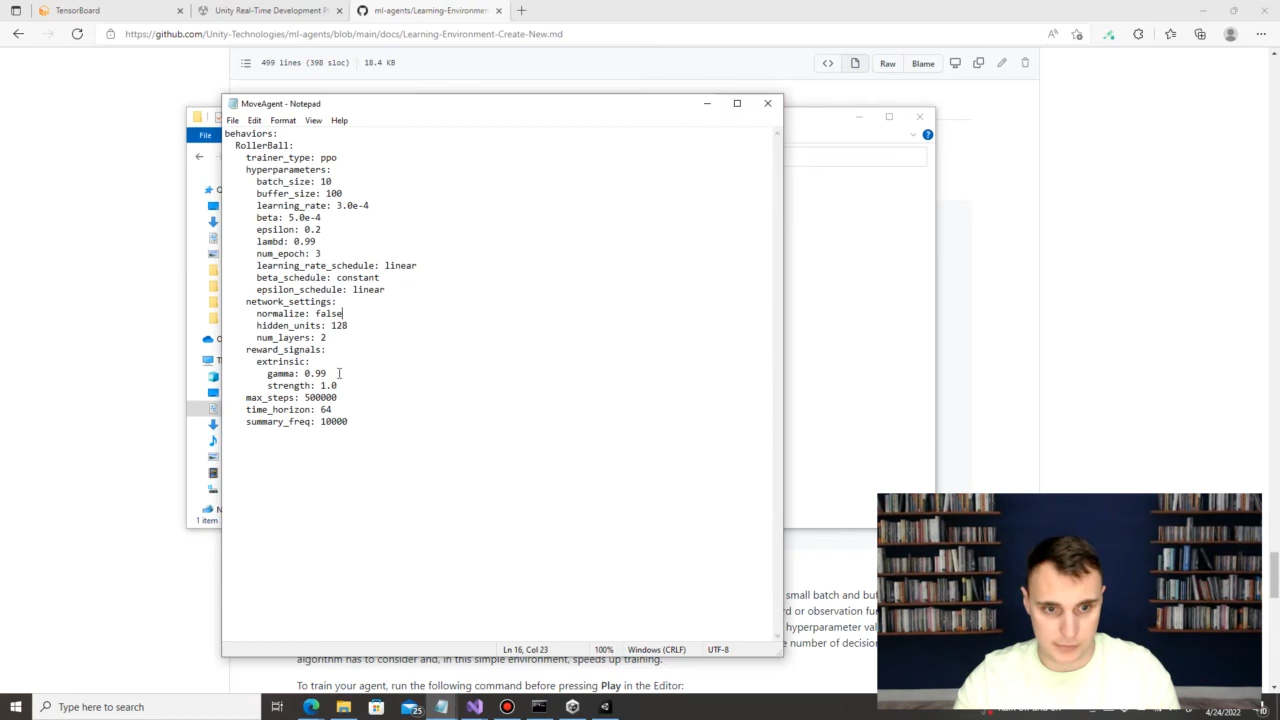 TensorBoard
Unity Real-Time Development Pl
ml-agents/Learning-Environment-
https://github.com/Unity-Technologies/ml-agents/blob/main/docs/Learning-Environment-Create-New.md
499 lines (398 sloc)
18.4 KB
Raw
Blame
MoveAgent - Notepad
File Edit Format View Help
File
behaviors:
RollerBall:
trainer_type: ppo
hyperparameters:
batch_size: 10
buffer_size: 100
learning_rate: 3.0e-4
beta: 5.0e-4
epsilon: 0.2
lambd: 0.99
num_epoch: 3
learning_rate_schedule: linear
beta_schedule: constant
epsilon_schedule: linear
network_settings:
normalize: false
hidden_units: 128
num_layers: 2
reward_signals:
extrinsic:
gamma: 0.99
strength: 1.0
max_steps: 500000
time_horizon: 64
summary_freq: 10000
1 item
small batch and bu
rd or observation fu
hyperparameter val
e number of decisio
Ln 16, Col 23
100%
Windows (CRLF)
UTF-8
algorithm has to consider and, in this simple environment, speeds up training.
To train your agent, run the following command before pressing Play in the Editor:
Type here to search
25
4/24/2022